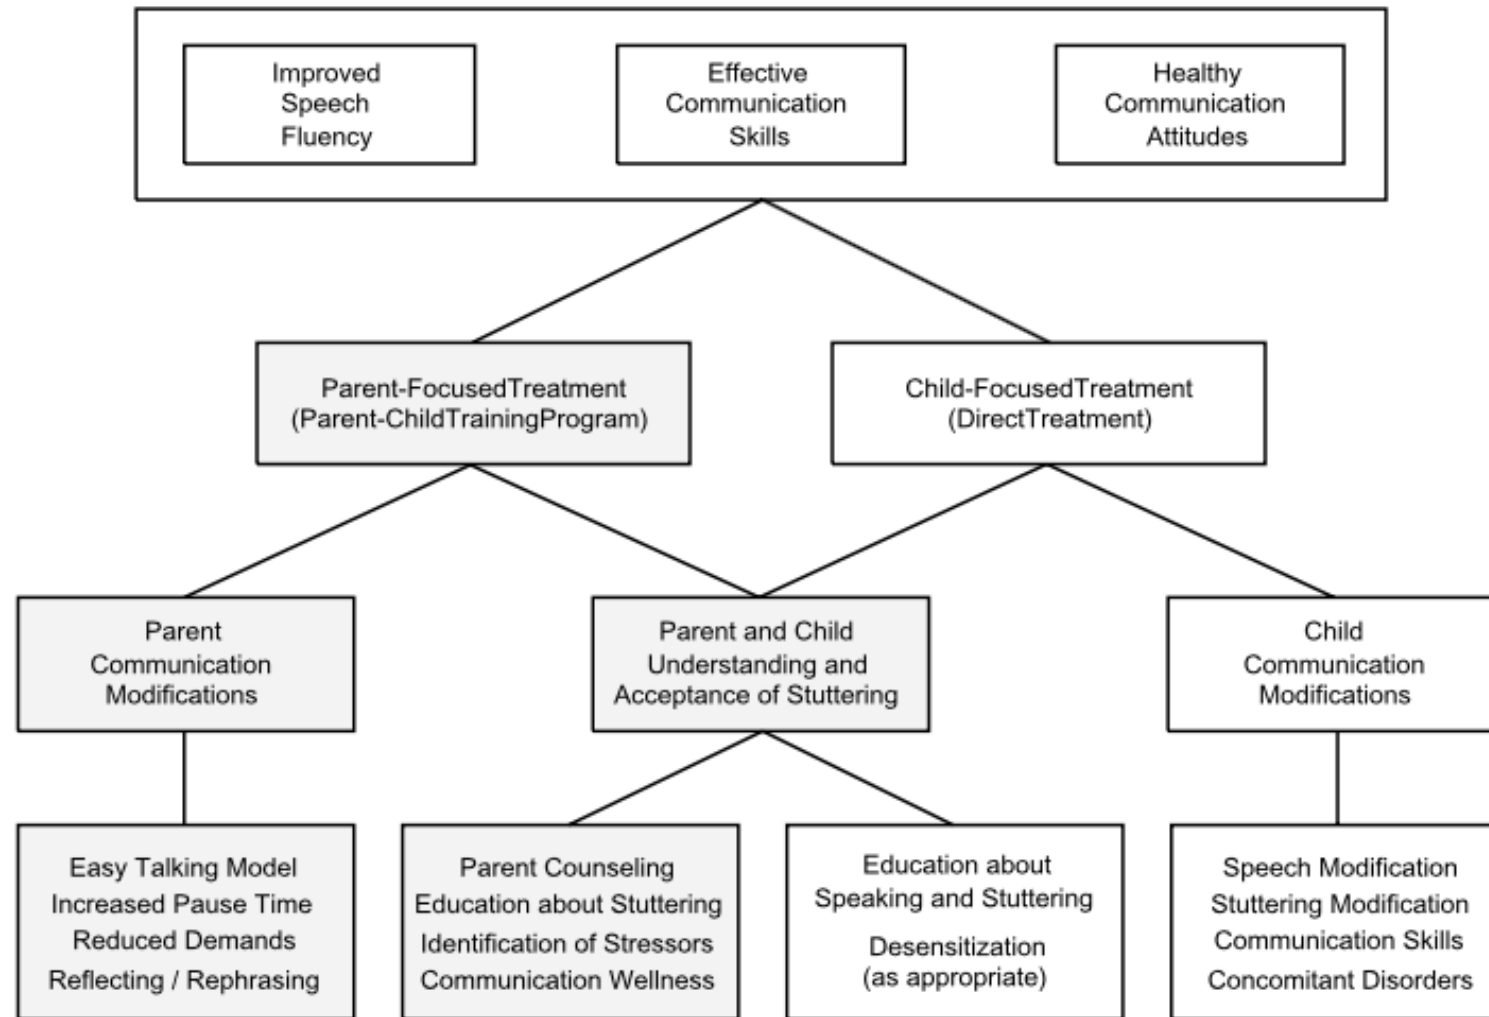 Improved
Speech
Fluency
Effective
Communication
Skills
Healthy
Communication
Attitudes
Parent-FocusedTreatment
(Parent-ChildTrainingProgram)
Child-FocusedTreatment
(DirectTreatment)
Parent
Communication
Modifications
Parent and Child
Understanding and
Acceptance of Stuttering
Child
Communication
Modifications
Easy Talking Model
Increased Pause Time
Reduced Demands
Reflecting / Rephrasing
Parent Counseling
Education about Stuttering
Identification of Stressors
Communication Wellness
Education about
Speaking and Stuttering
Desensitization
(as appropriate)
Speech Modification
Stuttering Modification
Communication Skills
Concomitant Disorders